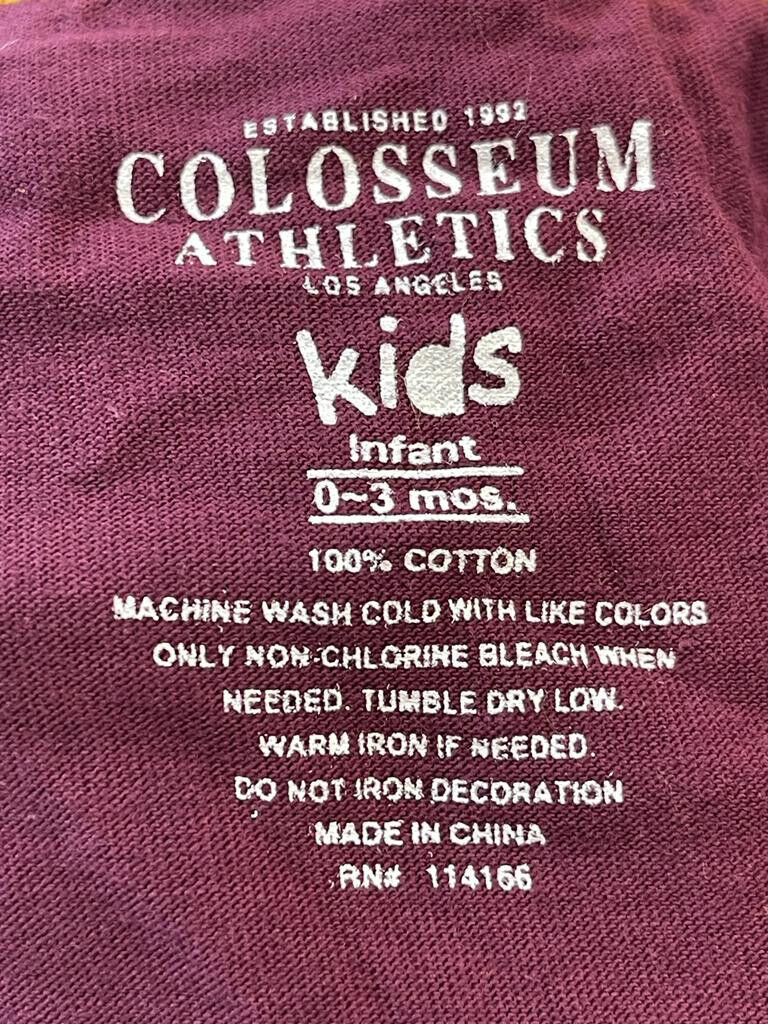 ESTABLISHED 1992
COLOSSEUM
ATHLETICS
LOS ANGELES
kids
Infant
0~3 mos.
100% COTTON
MACHINE WASH COLD WITH LIKE COLORS
ONLY NON-CHLORINE BLEACH WHEN
NEEDED. TUMBLE DRY LOW.
WARM IRON IF NEEDED.
DO NOT IRON DECORATION
MADE IN CHINA
RN# 114166